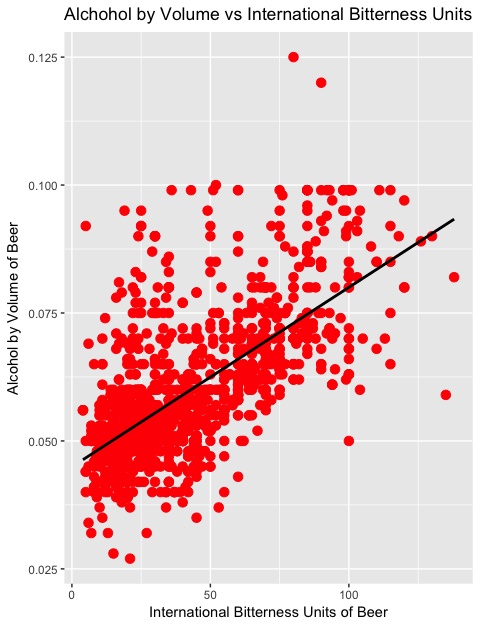 Alchohol by Volume vs International Bitterness Units
0.125
0.100
0.075
0.050
0.025
Alcohol by Volume of Beer
0
50
100
International Bitterness Units of Beer